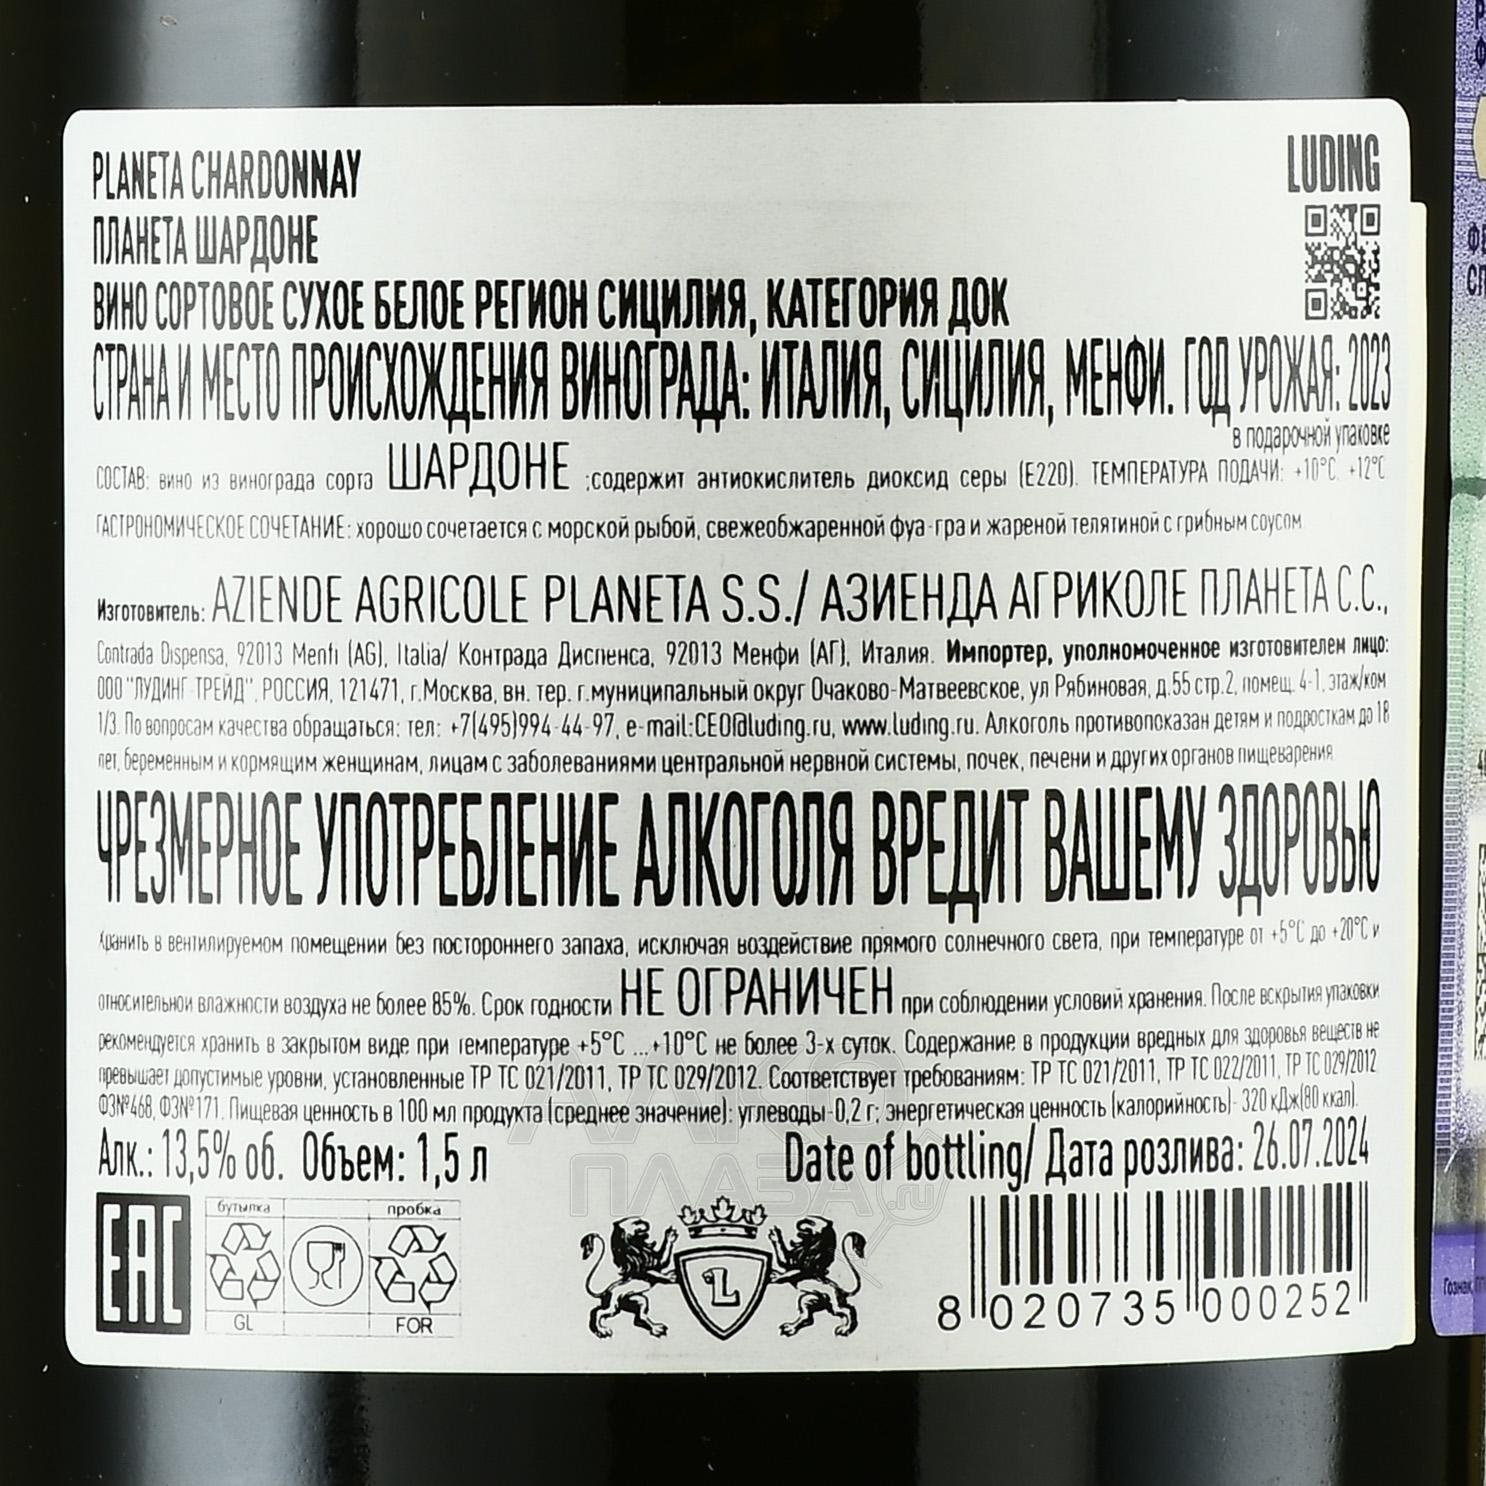 PLANETA CHARDONNAY
LUDING
ПЛАНЕТА ШАРДОНЕ
ВИНО СОРТОВОЕ СУХОЕ БЕЛОЕ РЕГИОН СИЦИЛИЯ, КАТЕГОРИЯ ДОК
СТРАНА И МЕСТО ПРОИСХОЖДЕНИЯ ВИНОГРАДА: ИТАЛИЯ, СИЦИЛИЯ, МЕНФИ. ГОД УРОЖАЯ: 2023
в подарочной упаковке
СОСТАВ: вино из винограда сорта ШАРДОНЕ ;содержит антиокислитель диоксид серы (Е220). ТЕМПЕРАТУРА ПОДАЧИ: +10°С. +12°С.
ГАСТРОНОМИЧЕСКОЕ СОЧЕТАНИЕ: хорошо сочетается с морской рыбой, свежеобжаренной фуа-гра и жареной телятиной с грибным соусом.
Изготовитель: AZIENDE AGRICOLE PLANETA S.S./ АЗИЕНДА АГРИКОЛЕ ПЛАНЕТА С.С.,
Contrada Dispensa, 92013 Menfi (AG), Italia/ Контрада Диспенса, 92013 Менфи (АГ), Италия. Импортер, уполномоченное изготовителем лицо:
ООО "ЛУДИНГ-ТРЕЙД", РОССИЯ, 121471, г.Москва, вн. тер. г.муниципальный округ Очаково-Матвеевское, ул Рябиновая, д.55 стр.2, помещ. 4-1, этаж/ком
1/3. По вопросам качества обращаться: тел: +7(495)994-44-97, e-mail:CEO@luding.ru, www.luding.ru. Алкоголь противопоказан детям и подросткам до 18
лет, беременным и кормящим женщинам, лицам с заболеваниями центральной нервной системы, почек, печени и других органов пищеварения.
ЧРЕЗМЕРНОЕ УПОТРЕБЛЕНИЕ АЛКОГОЛЯ ВРЕДИТ ВАШЕМУ ЗДОРОВЬЮ
Хранить в вентилируемом помещении без постороннего запаха, исключая воздействие прямого солнечного света, при температуре от +5°С до +20°С и
относительной влажности воздуха не более 85%. Срок годности НЕ ОГРАНИЧЕН при соблюдении условий хранения. После вскрытия упаковки
рекомендуется хранить в закрытом виде при температуре +5°С ...+10°С не более 3-х суток. Содержание в продукции вредных для здоровья веществ не
превышает допустимые уровни, установленные ТР ТС 021/2011, ТР ТС 029/2012. Соответствует требованиям: ТР ТС 021/2011, ТР ТС 022/2011, ТР ТС 029/2012
ФЗ№468, ФЗ№171. Пищевая ценность в 100 мл продукта (среднее значение): углеводы-0,2 г; энергетическая ценность (калорийность)- 320 кДж(80 ккал).
Алк.: 13,5% об. Объем: 1,5 л
Date of bottling/ Дата розлива: 26.07.2024
АЛКО
ПЛАЗА.ru
EAC
бутылка
пробка
GL
FOR
L
8 020735 000252